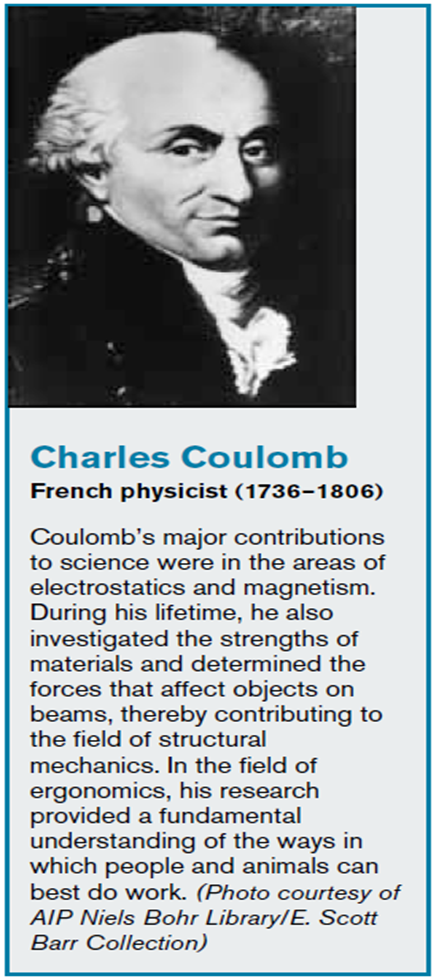 Charles Coulomb
French physicist (1736–1806)
Coulomb's major contributions
to science were in the areas of
electrostatics and magnetism.
During his lifetime, he also
investigated the strengths of
materials and determined the
forces that affect objects on
beams, thereby contributing to
the field of structural
mechanics. In the field of
ergonomics, his research
provided a fundamental
understanding of the ways in
which people and animals can
best do work. (Photo courtesy of
AIP Niels Bohr Library/E. Scott
Barr Collection)